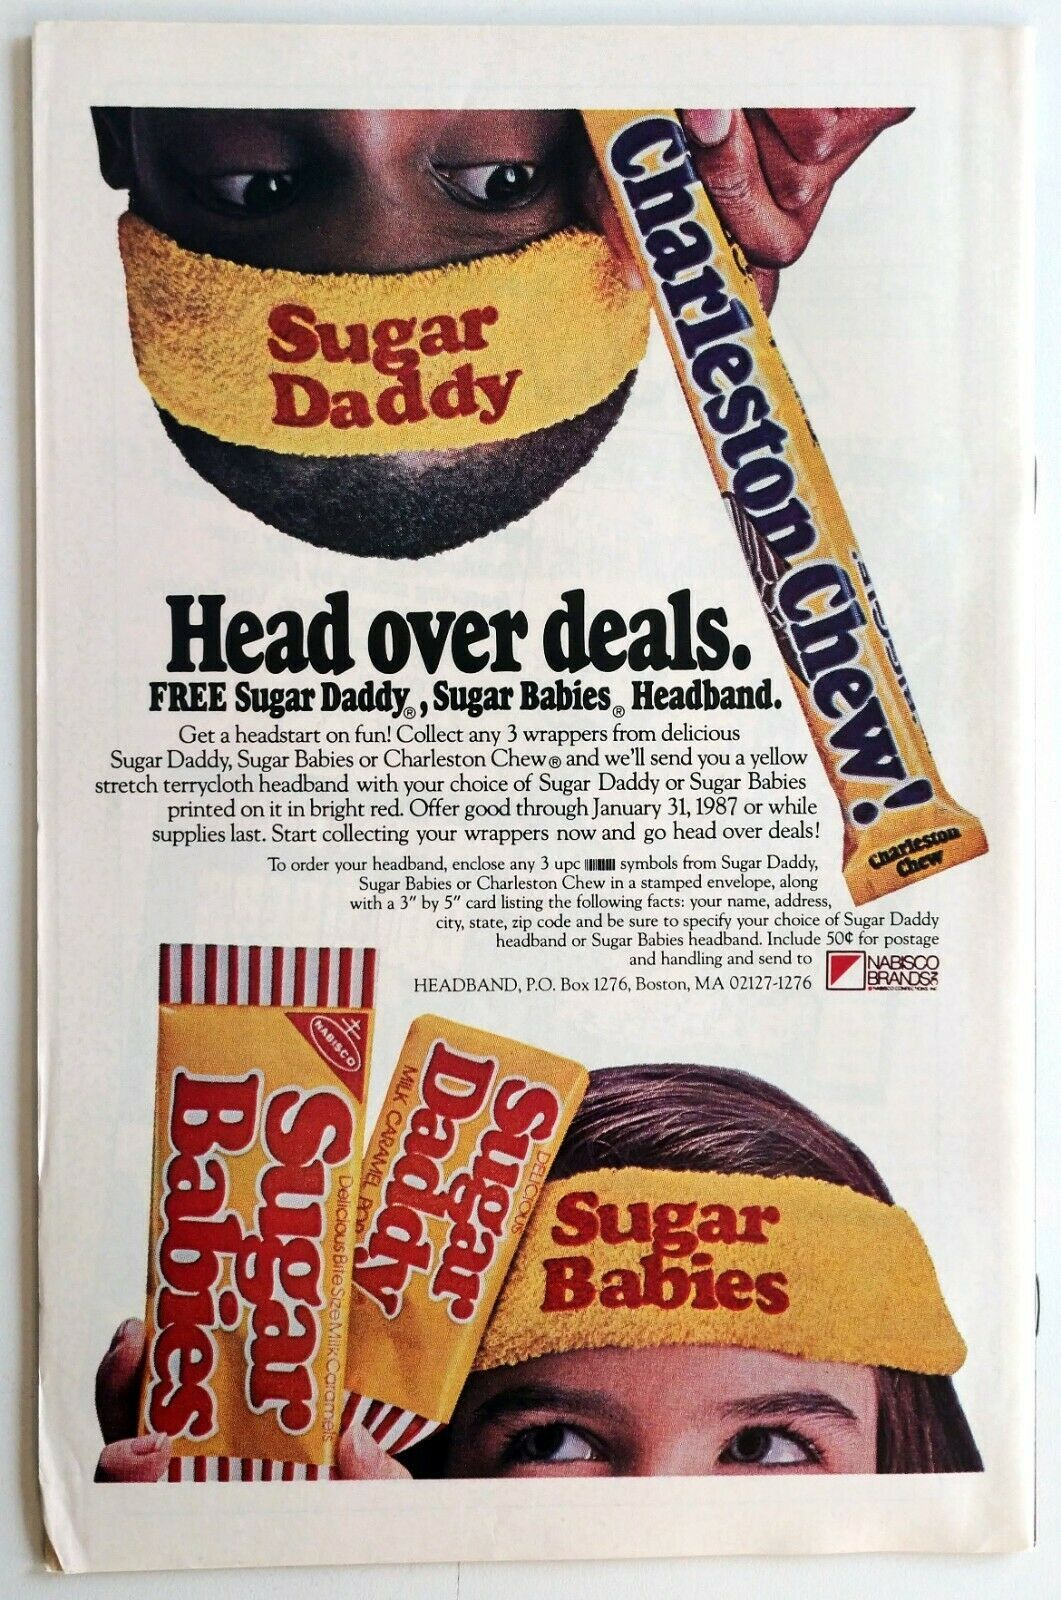 Sugar
Daddy
Charleston Chew!
Charleston
Chew
Head over deals.
FREE Sugar Daddy®, Sugar Babies® Headband.
Get a headstart on fun! Collect any 3 wrappers from delicious
Sugar Daddy, Sugar Babies or Charleston Chew® and we'll send you a yellow
stretch terrycloth headband with your choice of Sugar Daddy or Sugar Babies
printed on it in bright red. Offer good through January 31, 1987 or while
supplies last. Start collecting your wrappers now and go head over deals!
To order your headband, enclose any 3 upc symbols from Sugar Daddy,
Sugar Babies or Charleston Chew in a stamped envelope, along
with a 3" by 5" card listing the following facts: your name, address,
city, state, zip code and be sure to specify your choice of Sugar Daddy
headband or Sugar Babies headband. Include 50¢ for postage
and handling and send to
HEADBAND, P.O. Box 1276, Boston, MA 02127-1276
NABISCO
BRANDS INC
NABISCO
Sugar
Babies
Delicious Bite Size Milk Caramels
DELICIOUS
Sugar
Daddy
MILK CARAMEL POP
Sugar
Babies